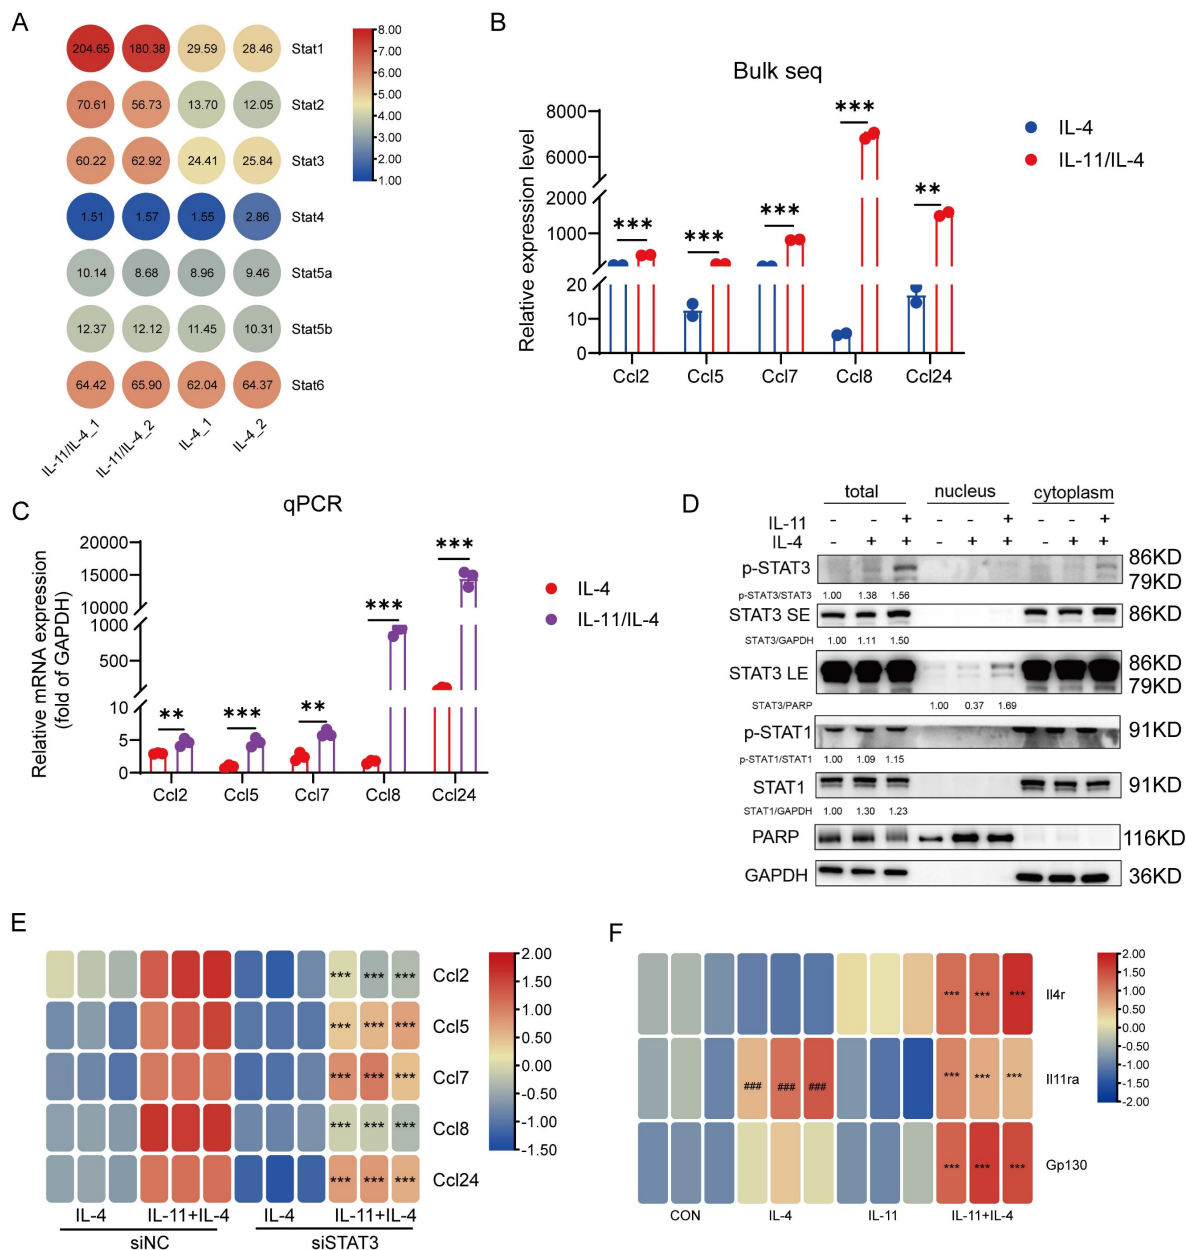 A
204.65 180.38 29.59 28.46 Stat1
70.61 56.73 13.70 12.05 Stat2
60.22 62.92 24.41 25.84 Stat3
1.51 1.57 1.55 2.86 Stat4
10.14 8.68 8.96 9.46 Stat5a
12.37 12.12 11.45 10.31 Stat5b
64.42 65.90 62.04 64.37 Stat6
IL-11/IL-4_1 IL-11/IL-4_2 IL-4_1 IL-4_2
8.00
7.00
6.00
5.00
4.00
3.00
2.00
1.00
B
Bulk seq
Relative expression level
8000
6000
2000
1000
20
10
0
*** *** *** *** **
Ccl2 Ccl5 Ccl7 Ccl8 Ccl24
IL-4
IL-11/IL-4
C
qPCR
Relative mRNA expression
(fold of GAPDH)
20000
15000
10000
1000
500
10
5
0
** *** ** *** ***
Ccl2 Ccl5 Ccl7 Ccl8 Ccl24
IL-4
IL-11/IL-4
D
total nucleus cytoplasm
IL-11 - - + - - + - - +
IL-4 - + + - + + - + +
p-STAT3 86KD
79KD
p-STAT3/STAT3 1.00 1.38 1.56
STAT3 SE 86KD
STAT3/GAPDH 1.00 1.11 1.50
STAT3 LE 86KD
79KD
STAT3/PARP 1.00 0.37 1.69
p-STAT1 91KD
p-STAT1/STAT1 1.00 1.09 1.15
STAT1 91KD
STAT1/GAPDH 1.00 1.30 1.23
PARP 116KD
GAPDH 36KD
E
*** *** *** Ccl2
*** *** *** Ccl5
*** *** *** Ccl7
*** *** *** Ccl8
*** *** *** Ccl24
IL-4 IL-11+IL-4 IL-4 IL-11+IL-4
siNC siSTAT3
2.00
1.50
1.00
0.50
0.00
-0.50
-1.00
-1.50
F
*** *** *** Il4r
### ### ### *** *** *** Il11ra
*** *** *** Gp130
CON IL-4 IL-11 IL-11+IL-4
2.00
1.50
1.00
0.50
0.00
-0.50
-1.00
-1.50
-2.00